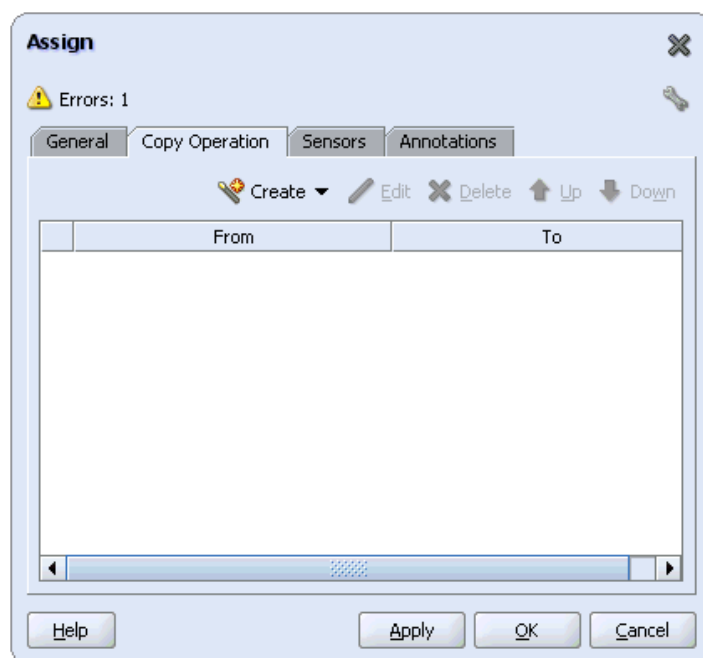 Assign
Errors: 1
General Copy Operation Sensors Annotations
Create Edit Delete Up Down
From To
Help Apply OK Cancel